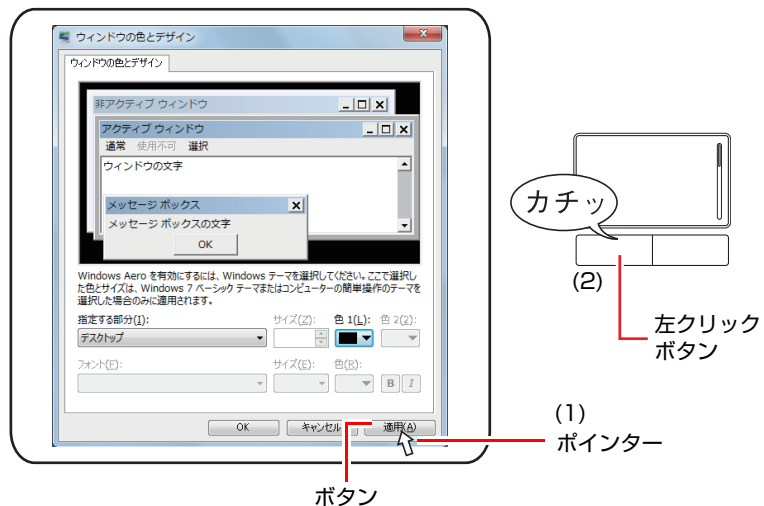 ウィンドウの色とデザイン
ウィンドウの色とデザイン
非アクティブ ウィンドウ
アクティブ ウィンドウ
通常 使用不可 選択
ウィンドウの文字
メッセージ ボックス
メッセージ ボックスの文字
OK
Windows Aero を有効にするには、Windows テーマを選択してください。ここで選択し
た色とサイズは、Windows 7 ベーシック テーマまたはコンピューターの簡単操作のテーマを
選択した場合のみに適用されます。
指定する部分(I): サイズ(Z): 色 1(L): 色 2(2):
デスクトップ
フォント(F): サイズ(E): 色(R):
B I
OK キャンセル 適用(A)
ボタン
(1)
ポインター
カチッ
(2)
左クリック
ボタン